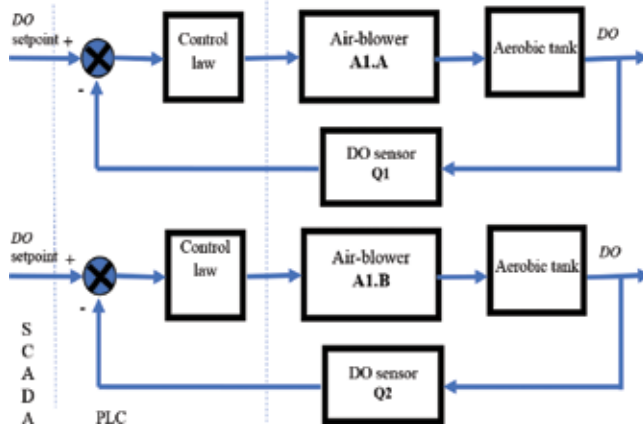 DO
setpoint +
-
Control
law
Air-blower
A1.A
Aerobic tank
DO
DO sensor
Q1
DO
setpoint +
-
Control
law
Air-blower
A1.B
Aerobic tank
DO
DO sensor
Q2
S
C
A
D
A
PLC